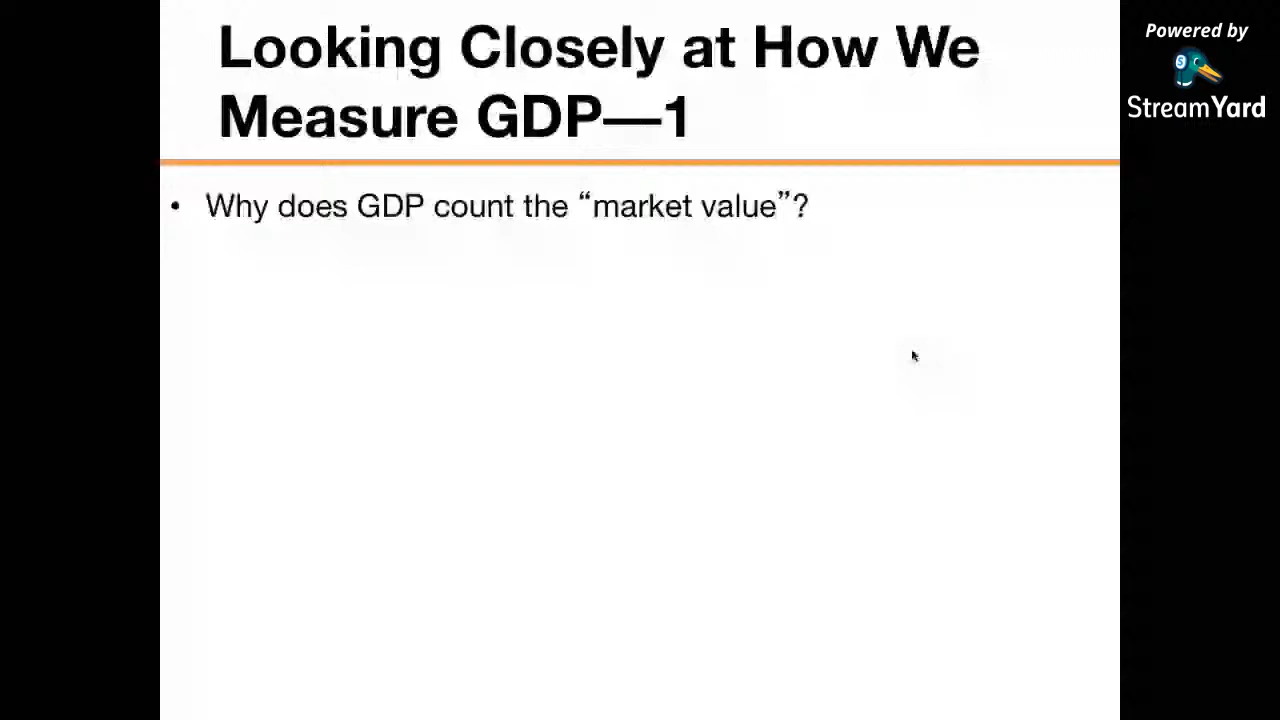 Looking Closely at How We
Measure GDP—1
• Why does GDP count the “market value”?
Powered by
StreamYard